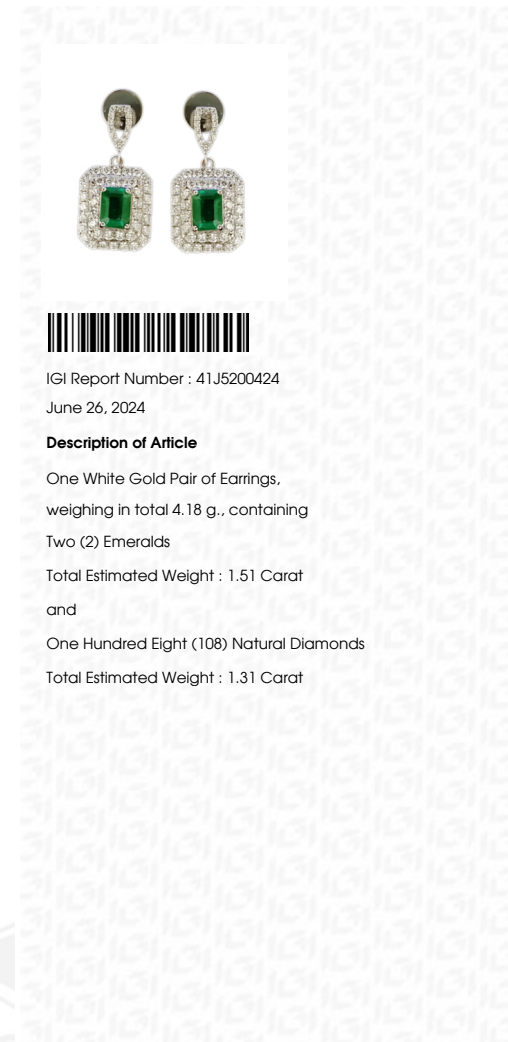 IGI Report Number : 41J5200424
June 26, 2024
Description of Article
One White Gold Pair of Earrings,
weighing in total 4.18 g., containing
Two (2) Emeralds
Total Estimated Weight : 1.51 Carat
and
One Hundred Eight (108) Natural Diamonds
Total Estimated Weight : 1.31 Carat